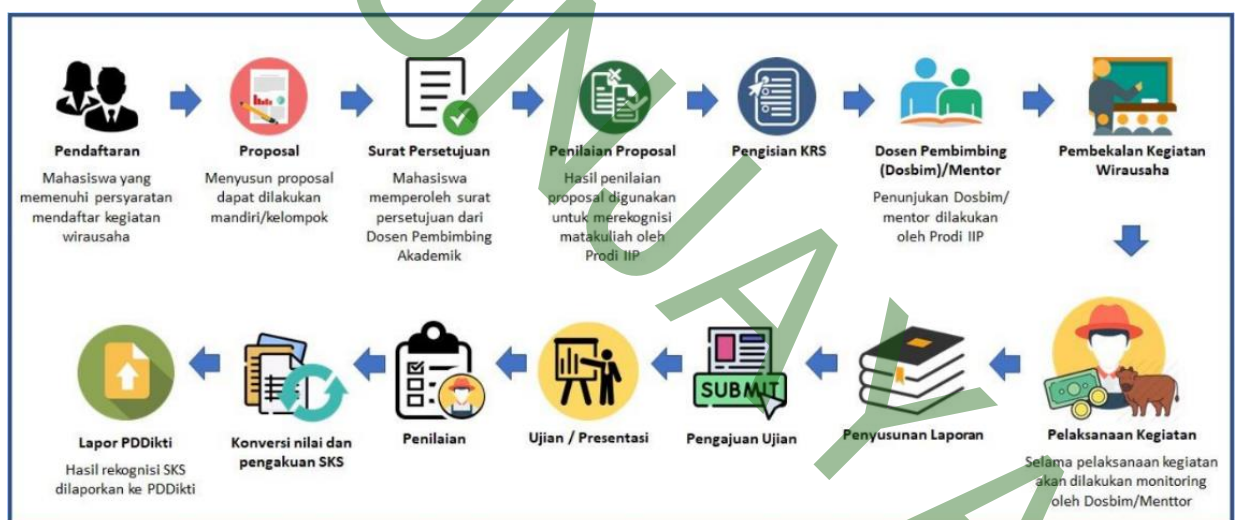 Pendaftaran
Mahasiswa yang
memenuhi persyaratan
mendaftar kegiatan
wirausaha
Proposal
Menyusun proposal
dapat dilakukan
mandiri/kelompok
Surat Persetujuan
Mahasiswa
memperoleh surat
persetujuan dari
Dosen Pembimbing
Akademik
Penilaian Proposal
Hasil penilaian
proposal digunakan
untuk merekognisi
matakuliah oleh
Prodi IIP
Pengisian KRS
Dosen Pembimbing
(Dosbim)/Mentor
Penunjukan Dosbim/
mentor dilakukan
oleh Prodi IIP
Pembekalan Kegiatan
Wirausaha
Pelaksanaan Kegiatan
Selama pelaksanaan kegiatan
akan dilakukan monitoring
oleh Dosbim/Menttor
Penyusunan Laporan
SUBMIT
Pengajuan Ujian
Ujian / Presentasi
Penilaian
Konversi nilai dan
pengakuan SKS
Lapor PDDikti
Hasil rekognisi SKS
dilaporkan ke PDDikti
UNJAYA